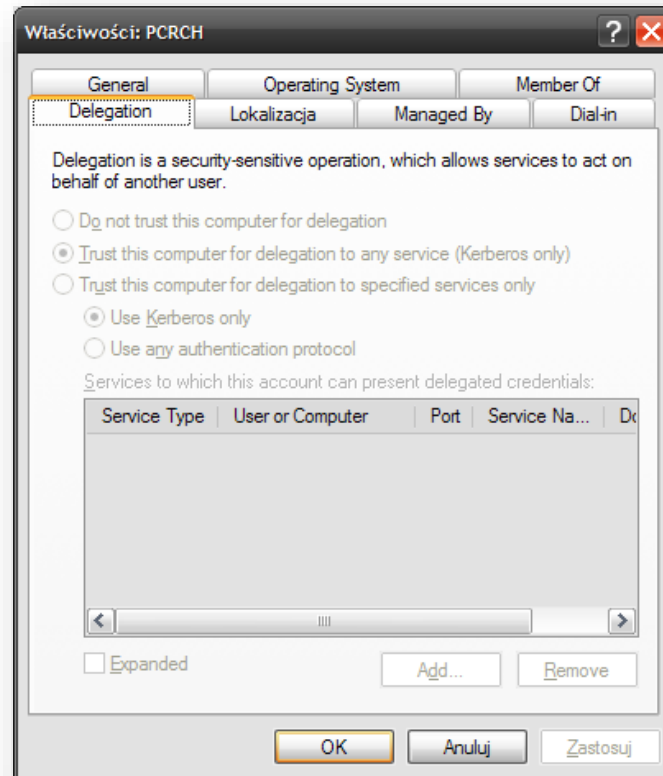 Właściwości: PCRCH
General Operating System Member Of
Delegation Lokalizacja Managed By Dial-in
Delegation is a security-sensitive operation, which allows services to act on
behalf of another user.
Do not trust this computer for delegation
Trust this computer for delegation to any service (Kerberos only)
Trust this computer for delegation to specified services only
Use Kerberos only
Use any authentication protocol
Services to which this account can present delegated credentials:
Service Type User or Computer Port Service Na... Do
Expanded Add... Remove
OK Anuluj Zastosuj